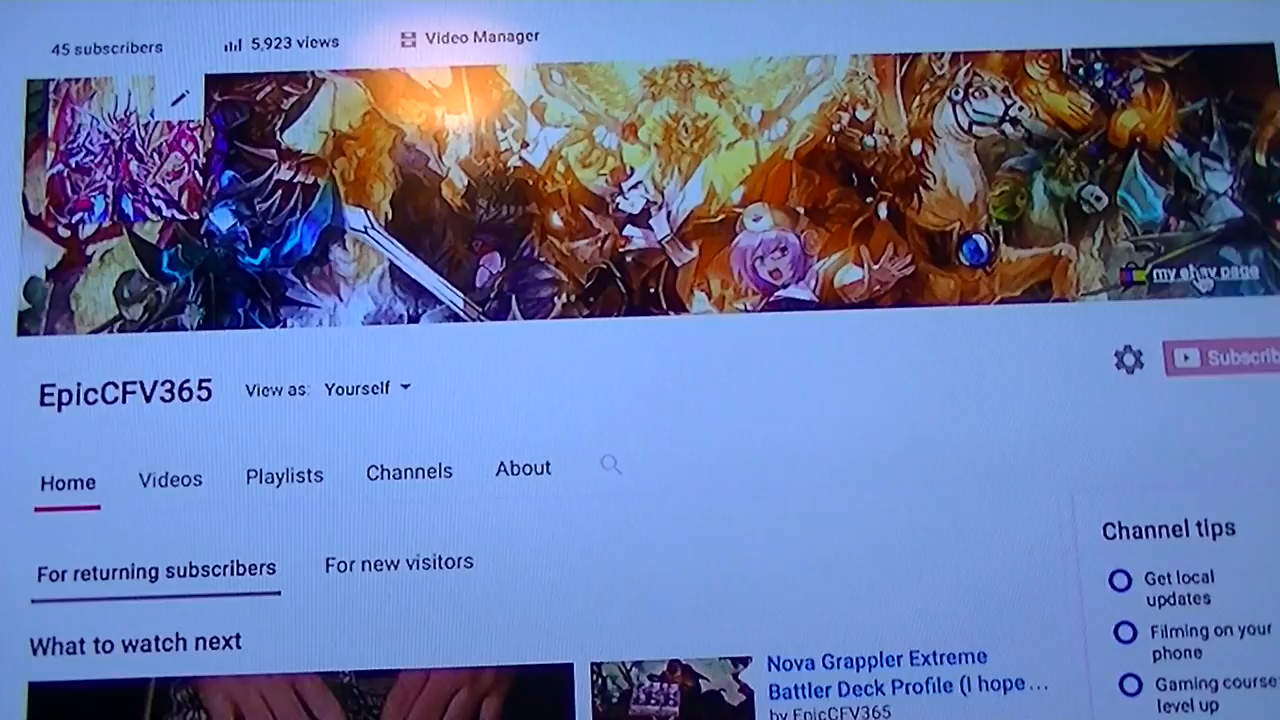 45 subscribers
5,923 views
Video Manager
my ebay page
EpicCFV365
View as: Yourself
Subscrib
Home
Videos
Playlists
Channels
About
For returning subscribers
For new visitors
What to watch next
Nova Grappler Extreme
Battler Deck Profile (I hope ...
by EpicCFV365
Channel tips
Get local
updates
Filming on your
phone
Gaming course:
level up